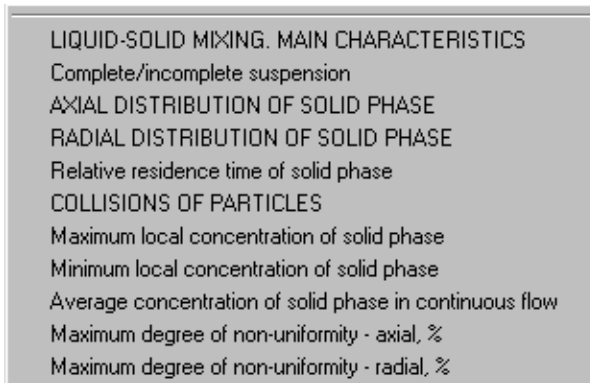 LIQUID-SOLID MIXING. MAIN CHARACTERISTICS
Complete/incomplete suspension
AXIAL DISTRIBUTION OF SOLID PHASE
RADIAL DISTRIBUTION OF SOLID PHASE
Relative residence time of solid phase
COLLISIONS OF PARTICLES
Maximum local concentration of solid phase
Minimum local concentration of solid phase
Average concentration of solid phase in continuous flow
Maximum degree of non-uniformity - axial, %
Maximum degree of non-uniformity - radial, %